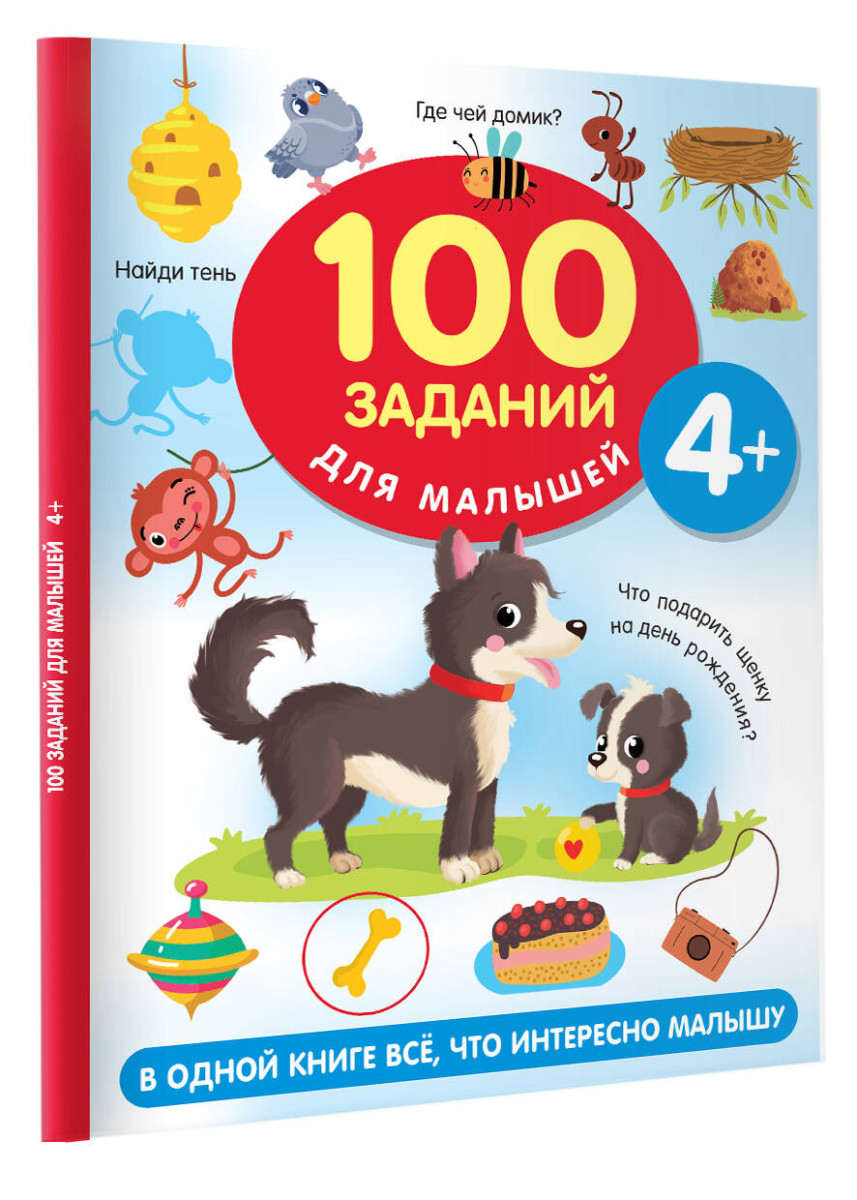 Где чей домик?
Найди тень
100
ЗАДАНИЙ
ДЛЯ МАЛЫШЕЙ
4+
Что подарить щенку
на день рождения?
В ОДНОЙ КНИГЕ ВСЁ, ЧТО ИНТЕРЕСНО МАЛЫШУ
100 ЗАДАНИЙ ДЛЯ МАЛЫШЕЙ 4+